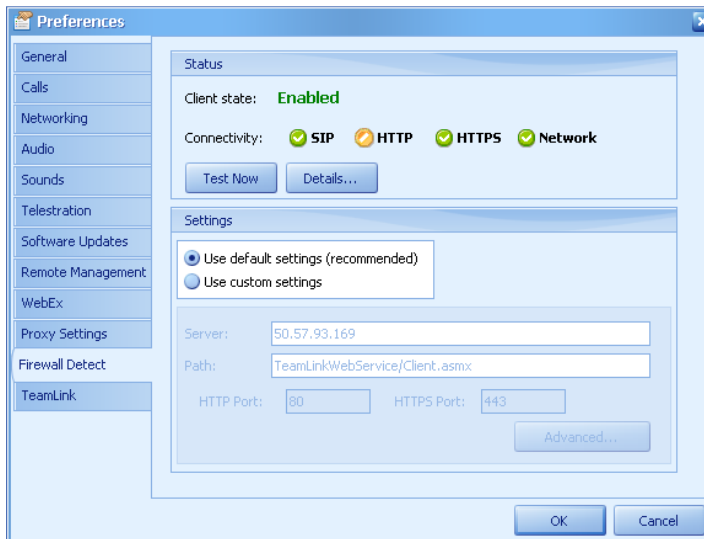 Preferences
General
Calls
Networking
Audio
Sounds
Telestration
Software Updates
Remote Management
WebEx
Proxy Settings
Firewall Detect
TeamLink
Status
Client state: Enabled
Connectivity: SIP HTTP HTTPS Network
Test Now Details...
Settings
Use default settings (recommended)
Use custom settings
Server: 50.57.93.169
Path: TeamLinkWebService/Client.asmx
HTTP Port: 80 HTTPS Port: 443
Advanced...
OK Cancel